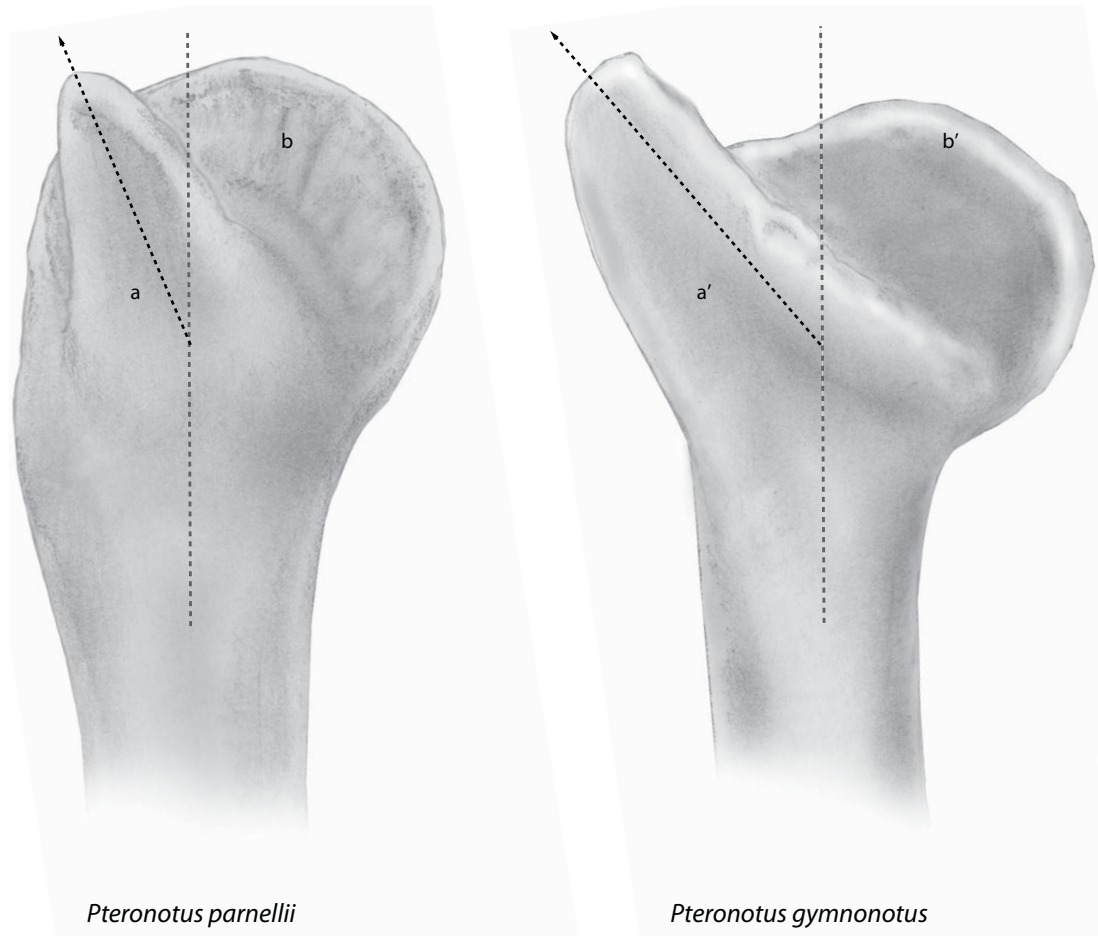 b
b′
a
a′
Pteronotus parnellii
Pteronotus gymnonotus